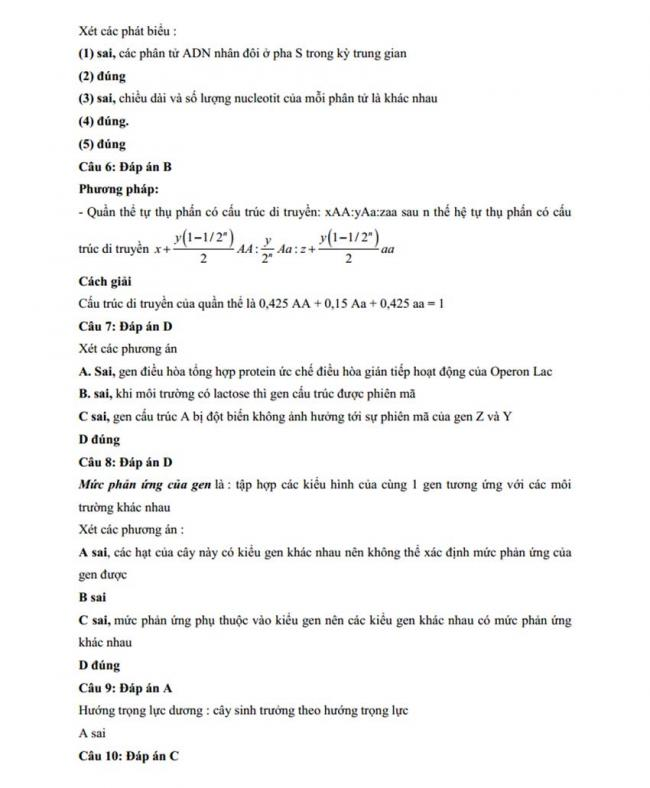 Xét các phát biểu :
(1) sai, các phân tử ADN nhân đôi ở pha S trong kỳ trung gian
(2) đúng
(3) sai, chiều dài và số lượng nucleotit của mỗi phân tử là khác nhau
(4) đúng.
(5) đúng
Câu 6: Đáp án B
Phương pháp:
- Quần thể tự thụ phấn có cấu trúc di truyền: xAA:yAa:zaa sau n thế hệ tự thụ phấn có cấu
trúc di truyền x + y(1−1/2ⁿ)/2 AA : y/2ⁿ Aa : z + y(1−1/2ⁿ)/2 aa
Cách giải
Cấu trúc di truyền của quần thể là 0,425 AA + 0,15 Aa + 0,425 aa = 1
Câu 7: Đáp án D
Xét các phương án
A. Sai, gen điều hòa tổng hợp protein ức chế điều hòa gián tiếp hoạt động của Operon Lac
B. sai, khi môi trường có lactose thì gen cấu trúc được phiên mã
C sai, gen cấu trúc A bị đột biến không ảnh hưởng tới sự phiên mã của gen Z và Y
D đúng
Câu 8: Đáp án D
Mức phản ứng của gen là : tập hợp các kiểu hình của cùng 1 gen tương ứng với các môi
trường khác nhau
Xét các phương án :
A sai, các hạt của cây này có kiểu gen khác nhau nên không thể xác định mức phản ứng của
gen được
B sai
C sai, mức phản ứng phụ thuộc vào kiểu gen nên các kiểu gen khác nhau có mức phản ứng
khác nhau
D đúng
Câu 9: Đáp án A
Hướng trọng lực dương : cây sinh trưởng theo hướng trọng lực
A sai
Câu 10: Đáp án C